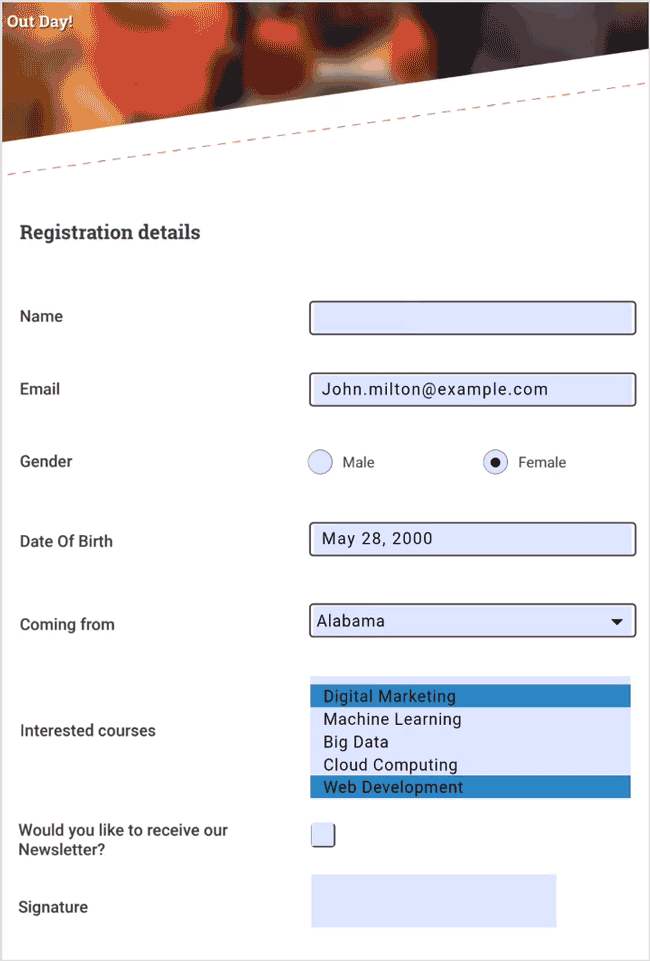 Out Day!
Registration details
Name
Email
John.milton@example.com
Gender
Male
Female
Date Of Birth
May 28, 2000
Coming from
Alabama
Interested courses
Digital Marketing
Machine Learning
Big Data
Cloud Computing
Web Development
Would you like to receive our
Newsletter?
Signature